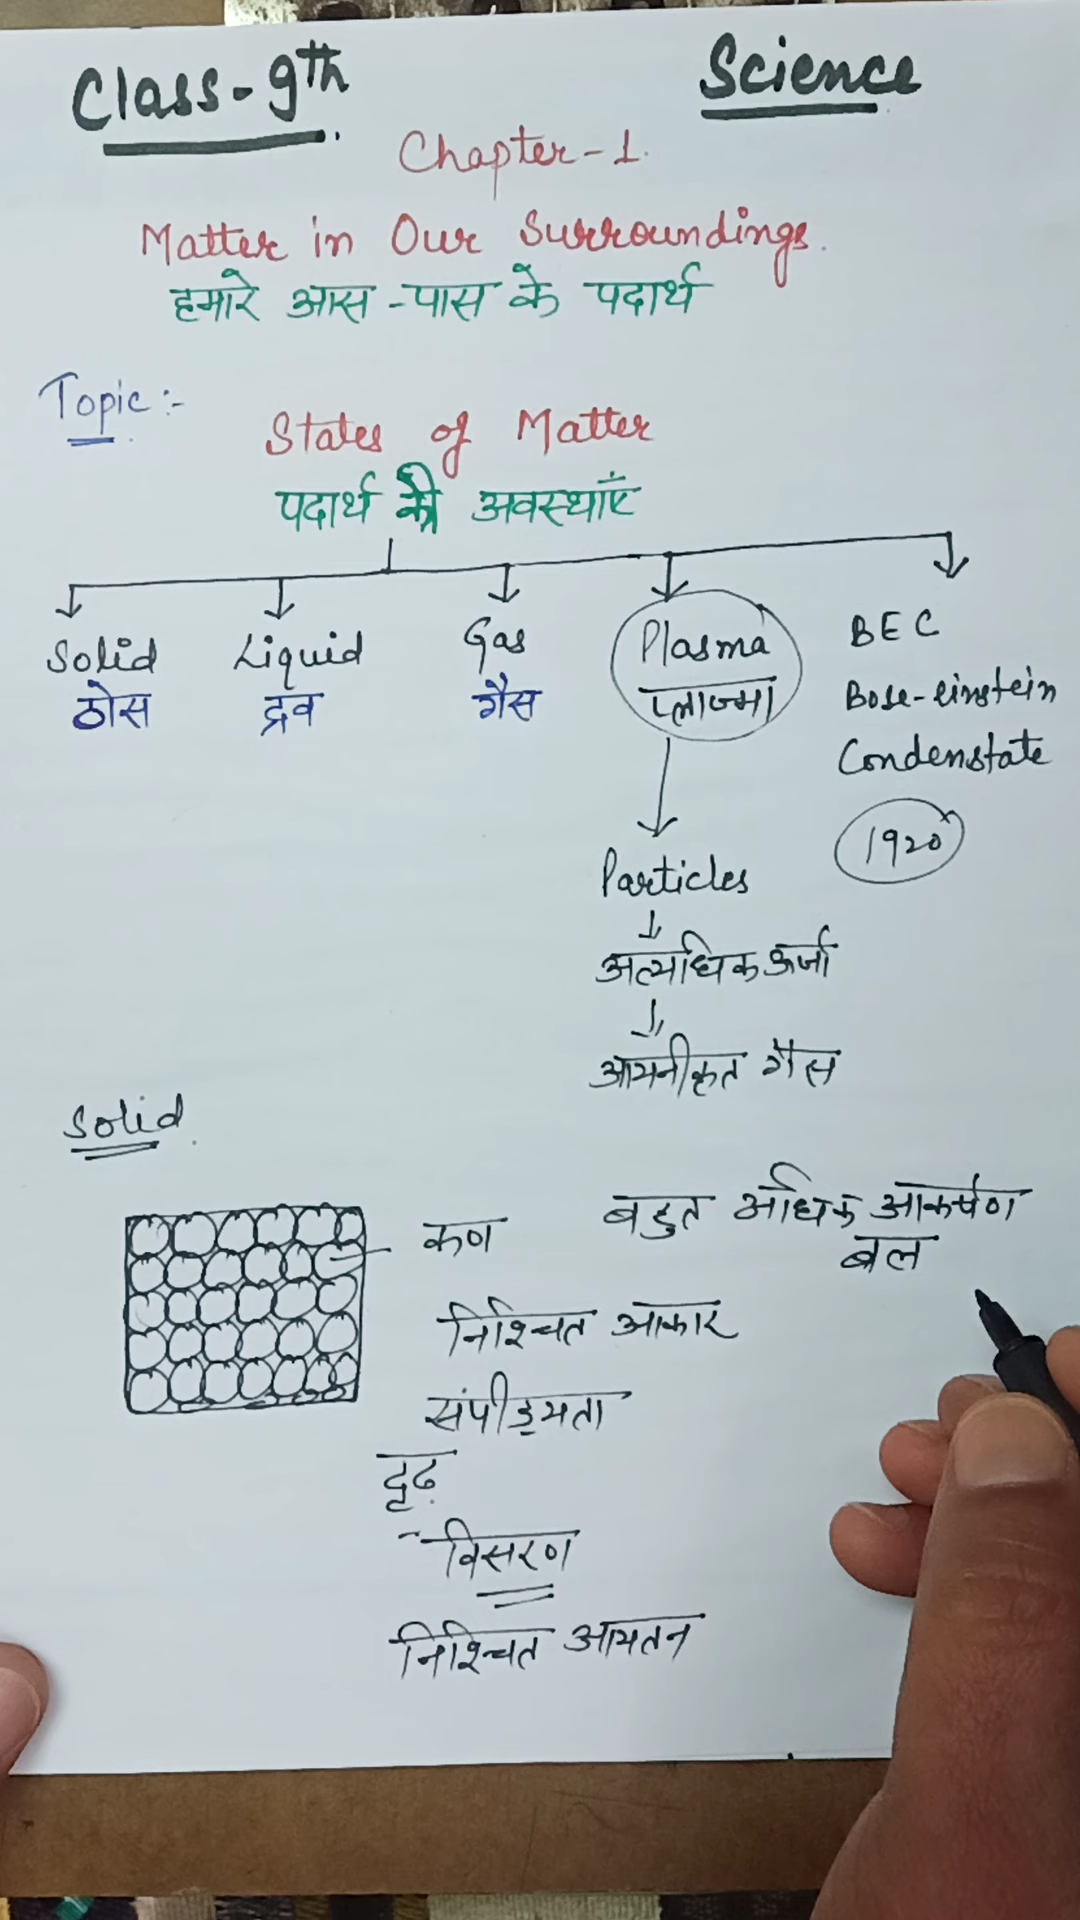 Class-9th
Science
Chapter-1.
Matter in Our Surroundings.
हमारे आस-पास के पदार्थ
Topic:-
States of Matter
पदार्थ की अवस्थाएँ
Solid
ठोस
Liquid
द्रव
Gas
गैस
Plasma
प्लाज्मा
BEC
Bose-einstein
Condenstate
1920
Particles
अत्यधिक ऊर्जा
आयनीकृत गैस
Solid
कण
बहुत अधिक आकर्षण
बल
निश्चित आकार
संपीड़यता
दृढ़
विसरण
निश्चित आयतन